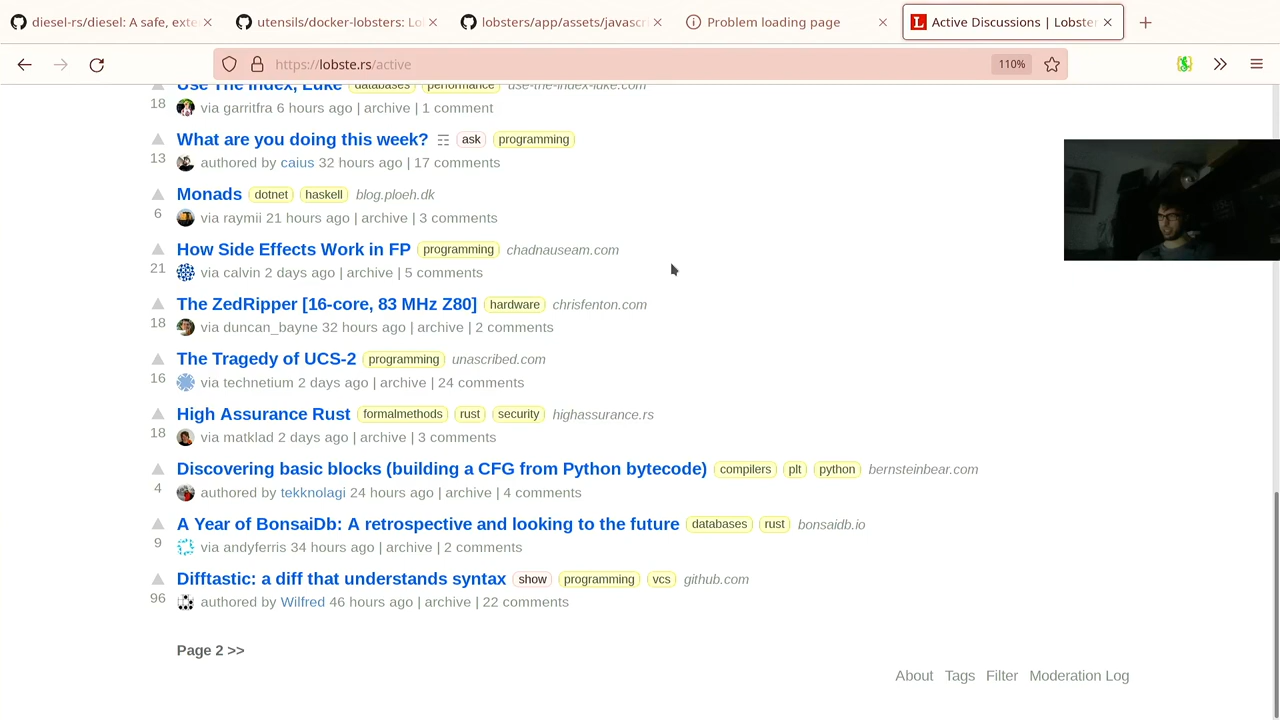 diesel-rs/diesel: A safe, exte
utensils/docker-lobsters: Lo
lobsters/app/assets/javascr
Problem loading page
Active Discussions | Lobster
https://lobste.rs/active
110%
Use The Index, Luke databases performance use-the-index-luke.com
18
via garritfra 6 hours ago | archive | 1 comment
What are you doing this week? ask programming
13
authored by caius 32 hours ago | 17 comments
Monads dotnet haskell blog.ploeh.dk
6
via raymii 21 hours ago | archive | 3 comments
How Side Effects Work in FP programming chadnauseam.com
21
via calvin 2 days ago | archive | 5 comments
The ZedRipper [16-core, 83 MHz Z80] hardware chrisfenton.com
18
via duncan_bayne 32 hours ago | archive | 2 comments
The Tragedy of UCS-2 programming unascribed.com
16
via technetium 2 days ago | archive | 24 comments
High Assurance Rust formalmethods rust security highassurance.rs
18
via matklad 2 days ago | archive | 3 comments
Discovering basic blocks (building a CFG from Python bytecode) compilers plt python bernsteinbear.com
4
authored by tekknolagi 24 hours ago | archive | 4 comments
A Year of BonsaiDb: A retrospective and looking to the future databases rust bonsaidb.io
9
via andyferris 34 hours ago | archive | 2 comments
Difftastic: a diff that understands syntax show programming vcs github.com
96
authored by Wilfred 46 hours ago | archive | 22 comments
Page 2 >>
About Tags Filter Moderation Log